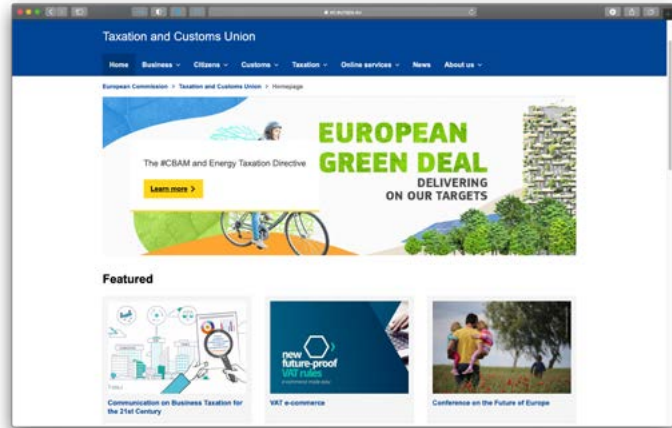 Taxation and Customs Union
Home Business Citizens Customs Taxation Online services News About us
European Commission > Taxation and Customs Union > Homepage
EUROPEAN
GREEN DEAL
DELIVERING
ON OUR TARGETS
The #CBAM and Energy Taxation Directive
Learn more >
Featured
new
future-proof
VAT rules
e-commerce made easy
Communication on Business Taxation for
the 21st Century
VAT e-commerce
Conference on the Future of Europe